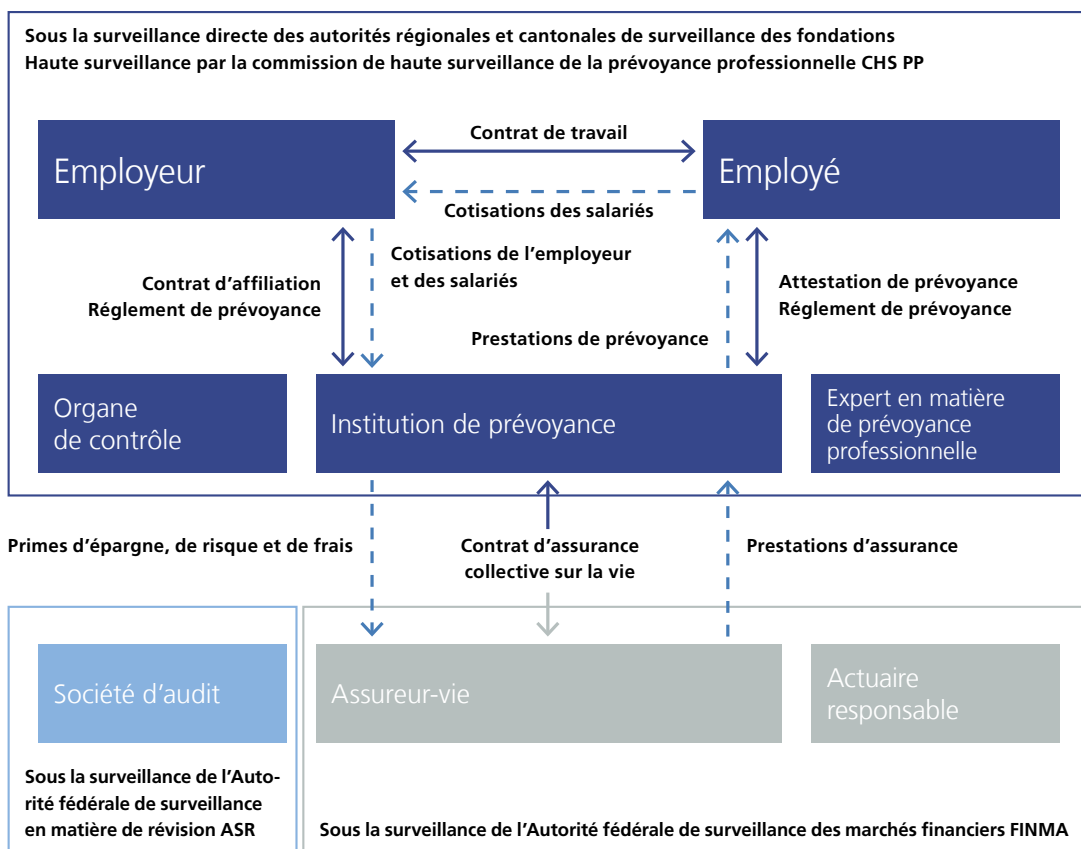 Sous la surveillance directe des autorités régionales et cantonales de surveillance des fondations
Haute surveillance par la commission de haute surveillance de la prévoyance professionnelle CHS PP
Employeur
Contrat de travail
Employé
Cotisations des salariés
Contrat d’affiliation
Réglement de prévoyance
Cotisations de l’employeur
et des salariés
Prestations de prévoyance
Attestation de prévoyance
Réglement de prévoyance
Organe
de contrôle
Institution de prévoyance
Expert en matière
de prévoyance
professionnelle
Primes d’épargne, de risque et de frais
Contrat d’assurance
collective sur la vie
Prestations d’assurance
Société d’audit
Assureur-vie
Actuaire
responsable
Sous la surveillance de l’Auto-
rité fédérale de surveillance
en matière de révision ASR
Sous la surveillance de l’Autorité fédérale de surveillance des marchés financiers FINMA